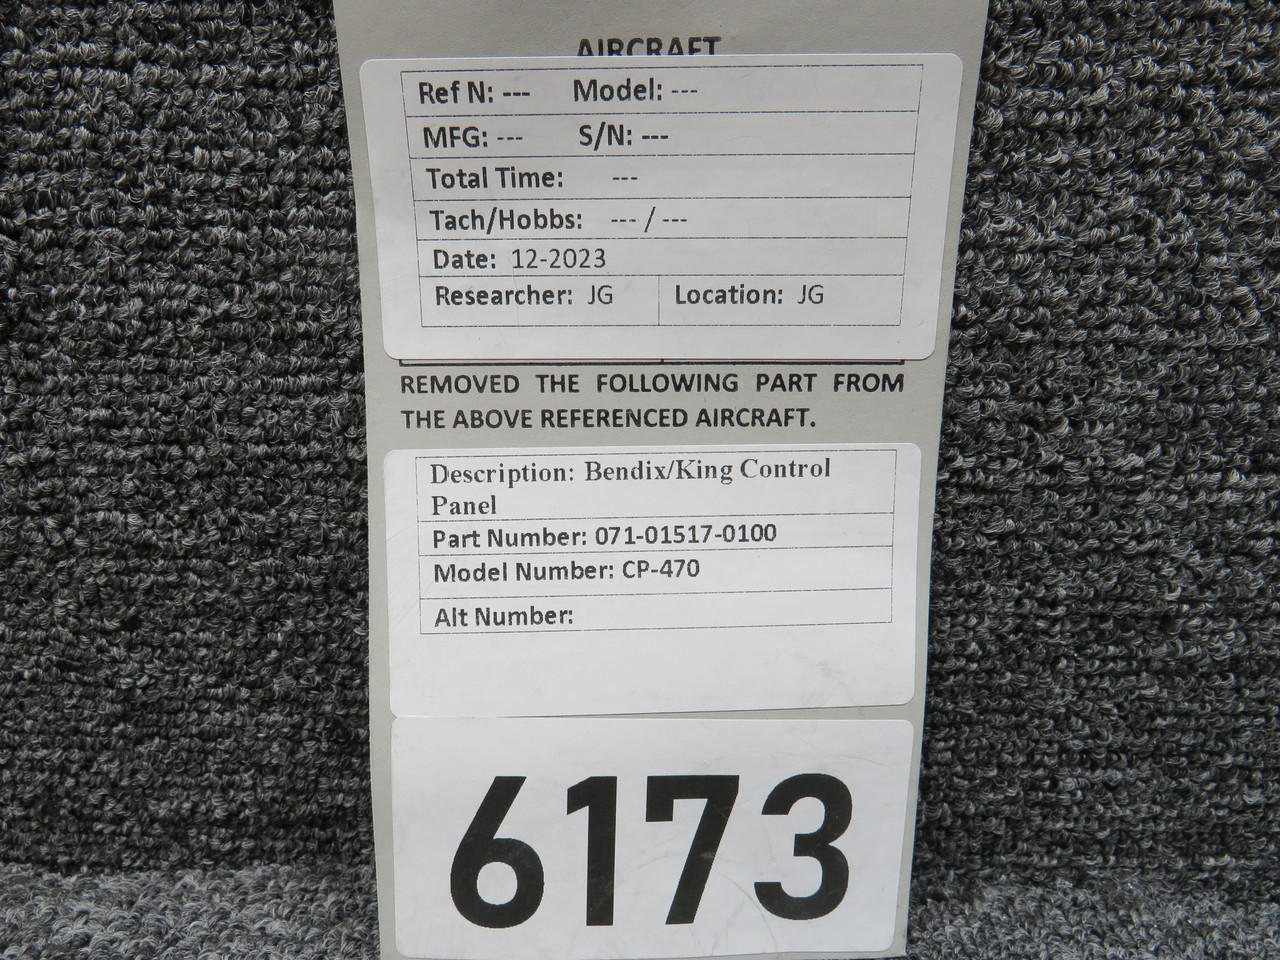 AIRCRAFT
Ref N: --- Model: ---
MFG: --- S/N: ---
Total Time: ---
Tach/Hobbs: --- / ---
Date: 12-2023
Researcher: JG Location: JG
REMOVED THE FOLLOWING PART FROM
THE ABOVE REFERENCED AIRCRAFT.
Description: Bendix/King Control
Panel
Part Number: 071-01517-0100
Model Number: CP-470
Alt Number:
6173